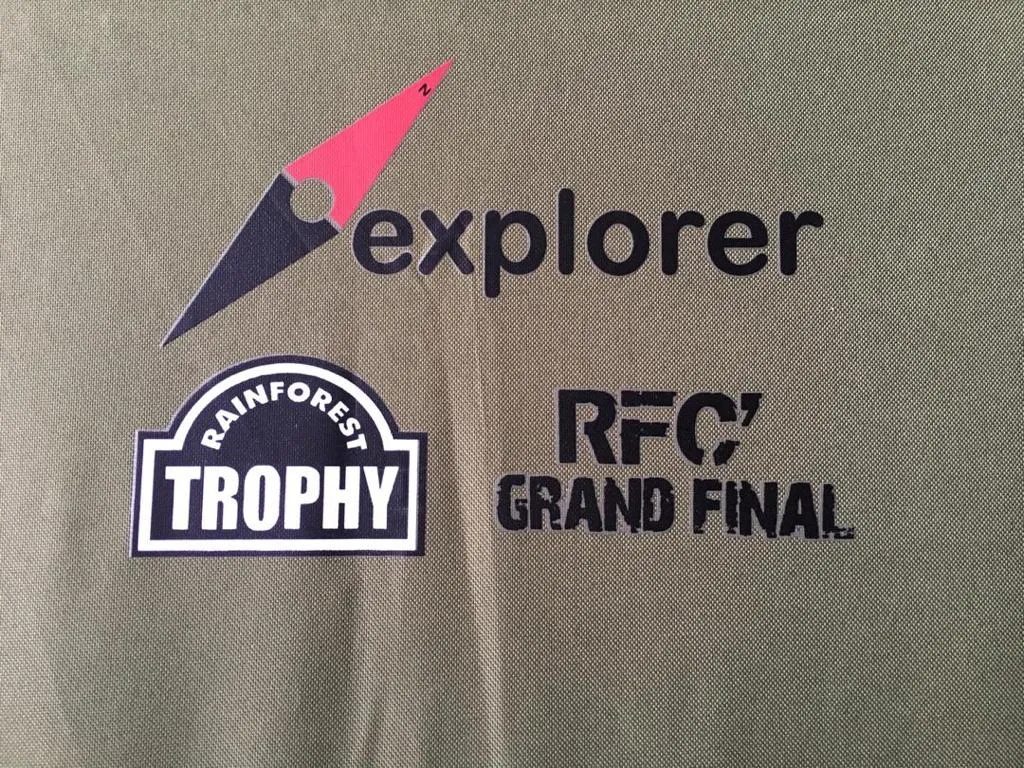 N
explorer
RAINFOREST
TROPHY
RFC'
GRAND FINAL